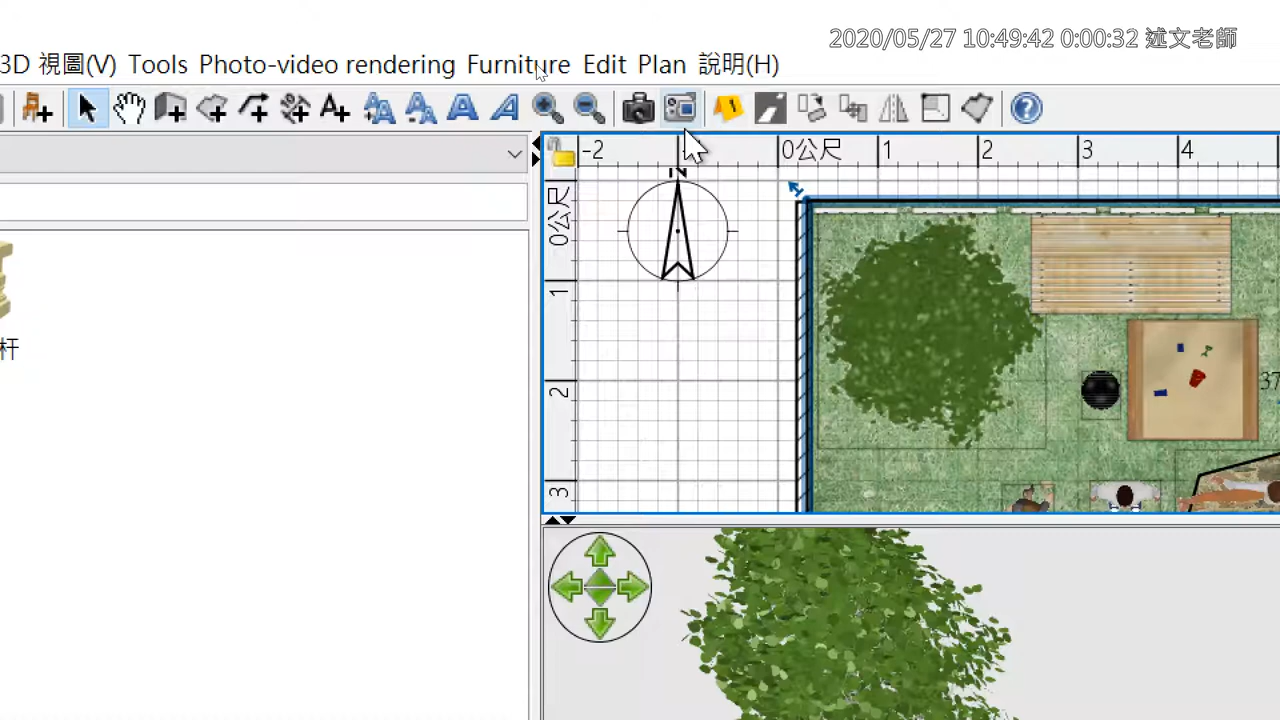 2020/05/27 10:49:42 0:00:32 述文老師
3D 視圖(V) Tools Photo-video rendering Furniture Edit Plan 說明(H)
-2 0公尺 1 2 3 4
N
0公尺
1
2
3
杆
37